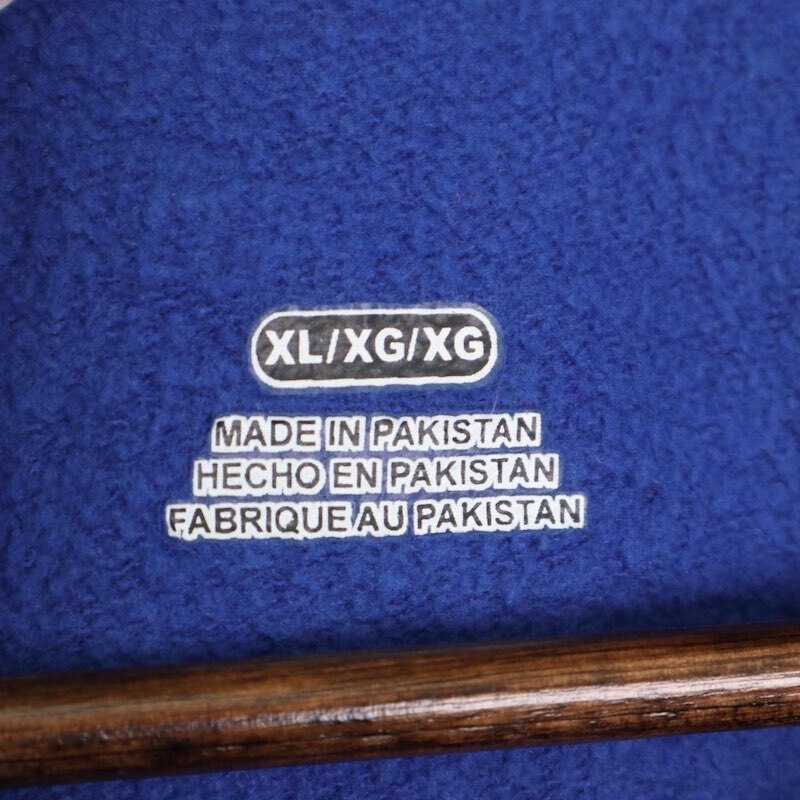 XL/XG/XG
MADE IN PAKISTAN
HECHO EN PAKISTAN
FABRIQUE AU PAKISTAN